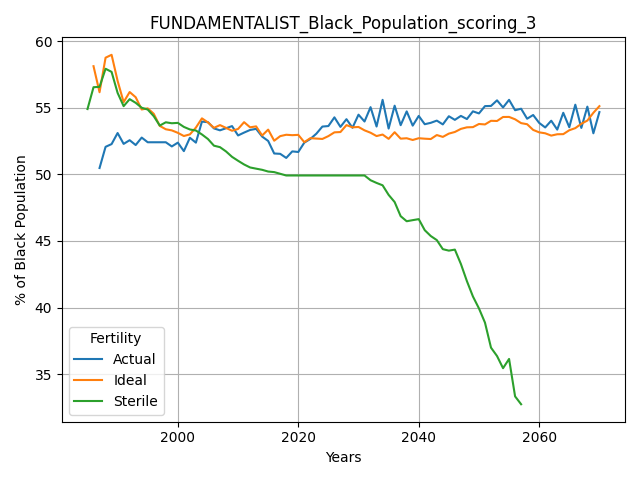 FUNDAMENTALIST_Black_Population_scoring_3
60
55
50
45
40
35
% of Black Population
Fertility
Actual
Ideal
Sterile
2000
2020
2040
2060
Years